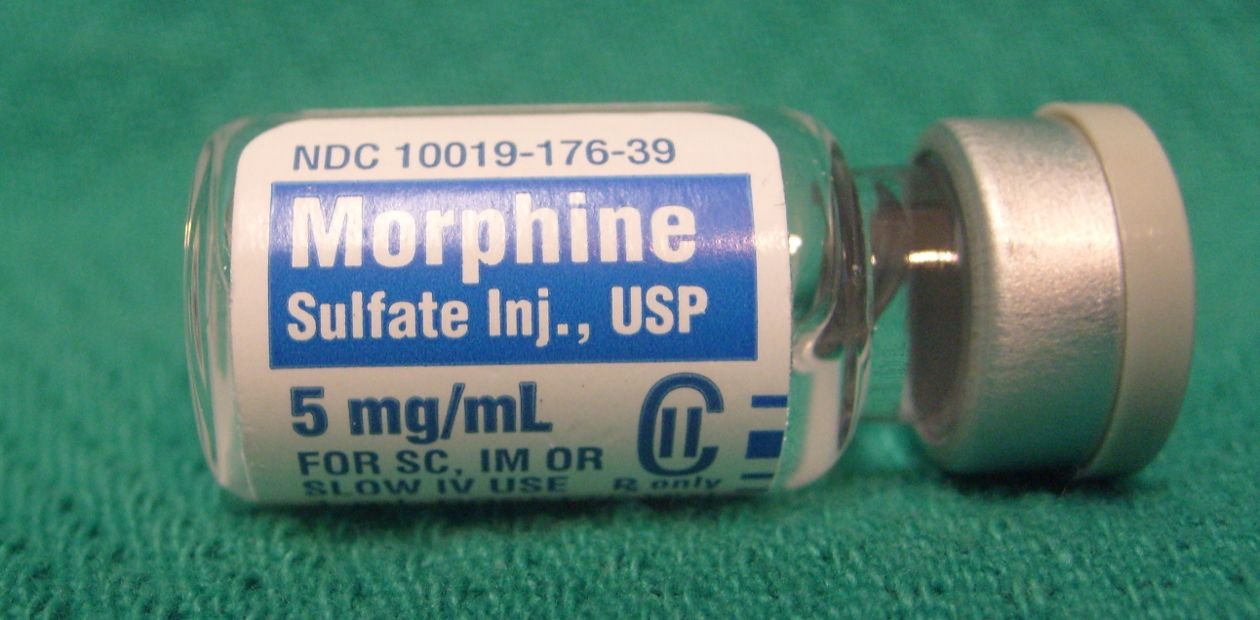 NDC 10019-176-39
Morphine
Sulfate Inj., USP
5 mg/mL
CII
FOR SC, IM OR
SLOW IV USE
Rx only